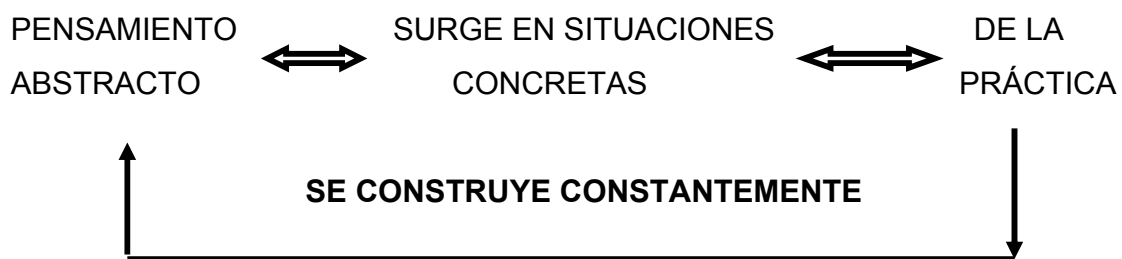 PENSAMIENTO SURGE EN SITUACIONES DE LA
ABSTRACTO CONCRETAS PRÁCTICA
SE CONSTRUYE CONSTANTEMENTE